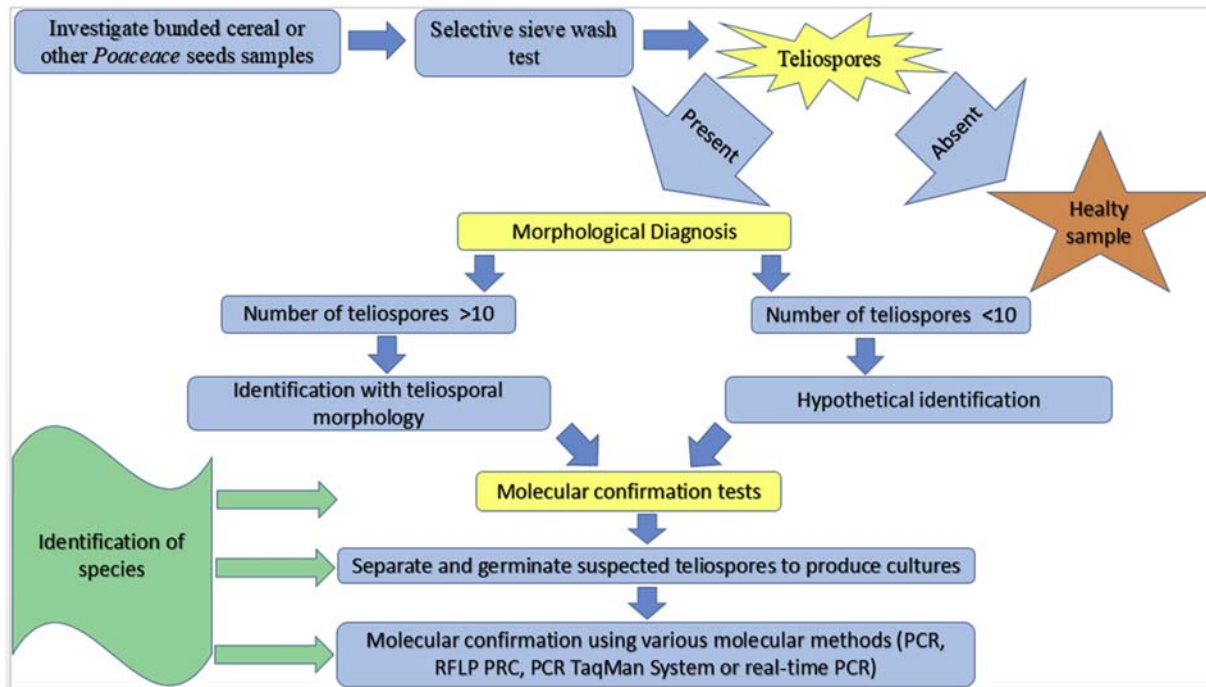 Investigate bunded cereal or
other Poaceace seeds samples
Selective sieve wash
test
Teliospores
Present
Absent
Healty
sample
Morphological Diagnosis
Number of teliospores >10
Number of teliospores <10
Identification with teliosporal
morphology
Hypothetical identification
Molecular confirmation tests
Identification of
species
Separate and germinate suspected teliospores to produce cultures
Molecular confirmation using various molecular methods (PCR,
RFLP PRC, PCR TaqMan System or real-time PCR)